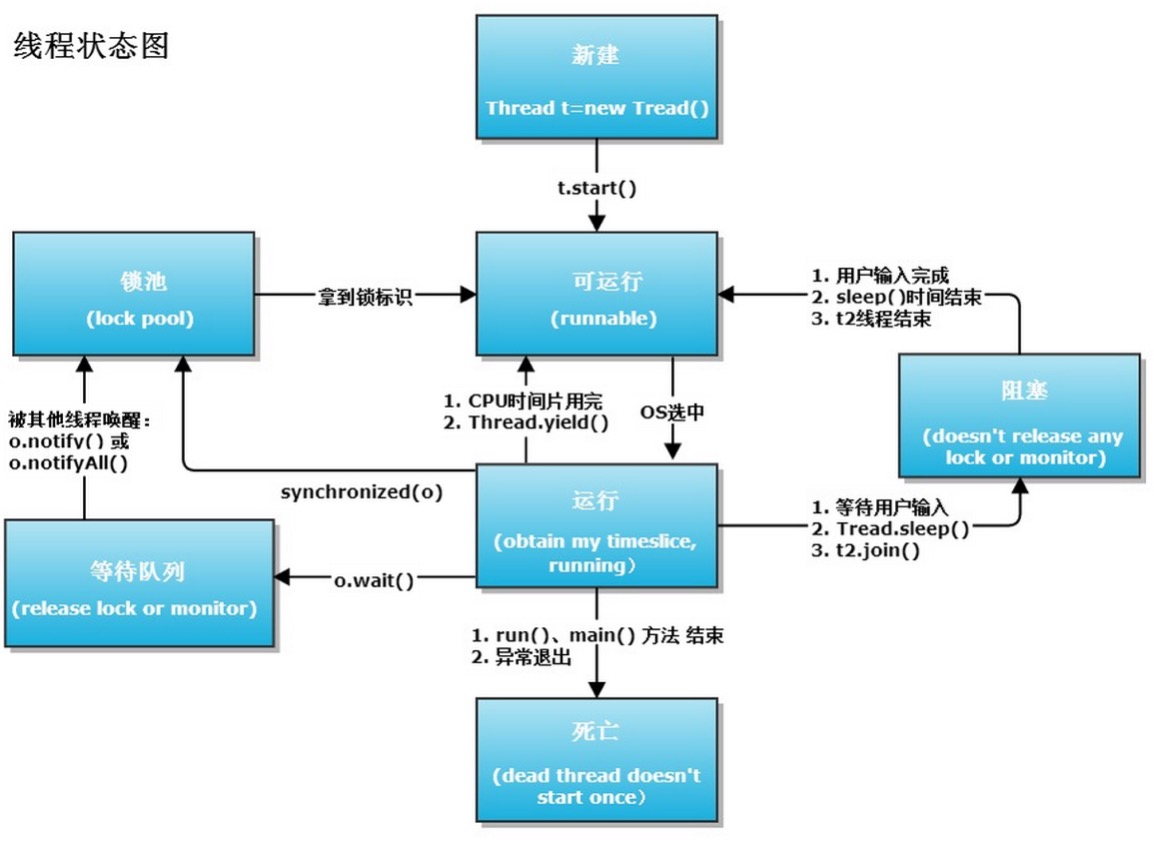 线程状态图
新建
Thread t=new Tread()
t.start()
锁池
(lock pool)
拿到锁标识
可运行
(runnable)
1. 用户输入完成
2. sleep()时间结束
3. t2线程结束
阻塞
(doesn't release any
lock or monitor)
被其他线程唤醒：
o.notify() 或
o.notifyAll()
1. CPU时间片用完
2. Thread.yield()
OS选中
synchronized(o)
运行
(obtain my timeslice,
running）
1. 等待用户输入
2. Tread.sleep()
3. t2.join()
等待队列
(release lock or monitor)
o.wait()
1. run()、main() 方法 结束
2. 异常退出
死亡
(dead thread doesn't
start once）